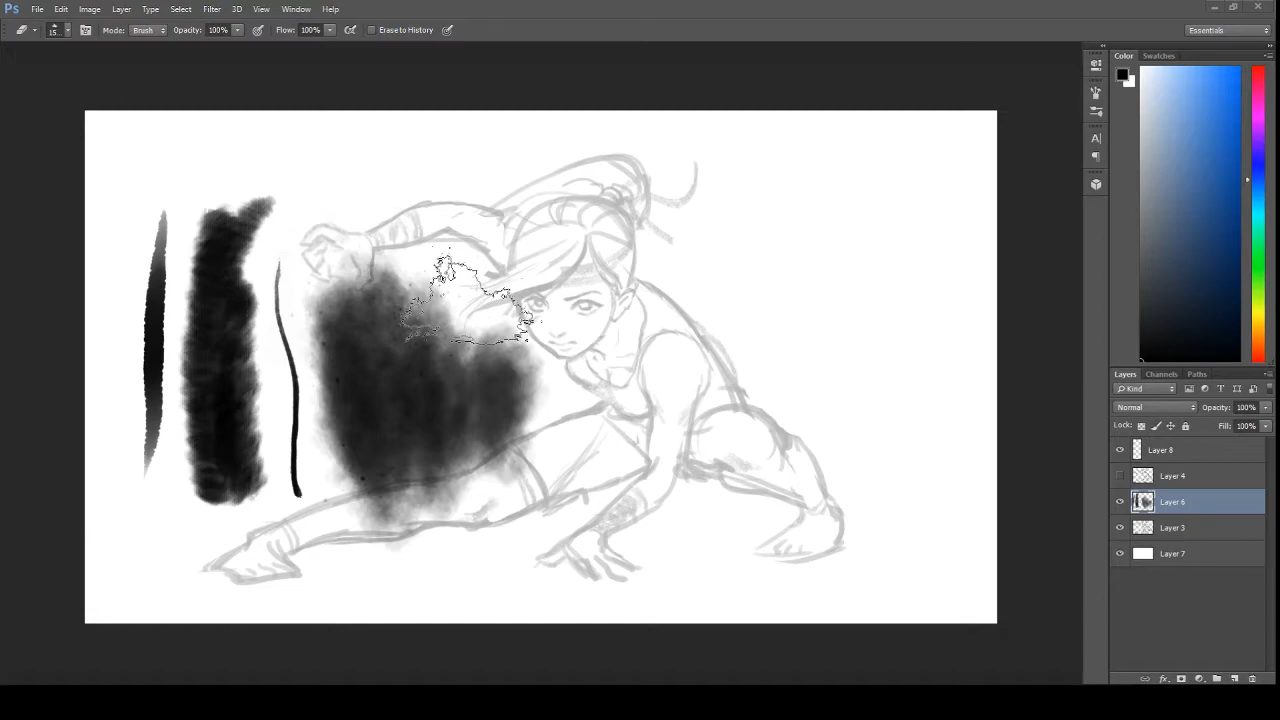 Ps File Edit Image Layer Type Select Filter 3D View Window Help
15... Mode: Brush Opacity: 100% Flow: 100% Erase to History Essentials
Color Swatches
A
Layers Channels Paths
Kind T
Normal Opacity: 100%
Lock: Fill: 100%
Layer 8
Layer 4
Layer 6
Layer 3
Layer 7
fx